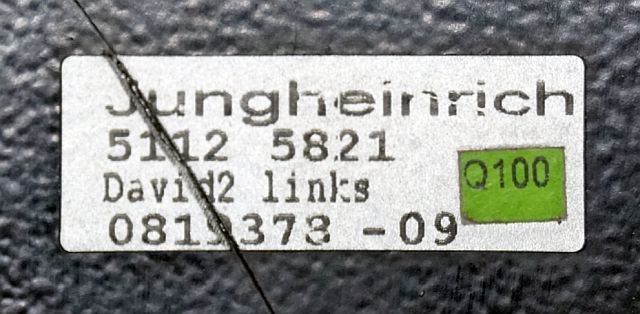 Jungheinrich
5112 5821
David2 links
Q100
0819373 -09